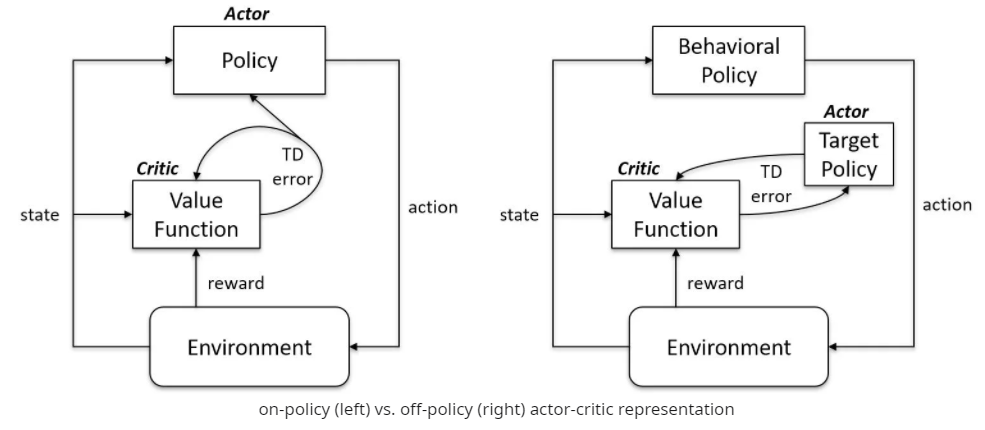 Actor
Policy
TD
error
Critic
Value
Function
state
action
reward
Environment
Behavioral
Policy
Actor
Target
Policy
Critic
TD
error
Value
Function
state
action
reward
Environment
on-policy (left) vs. off-policy (right) actor-critic representation